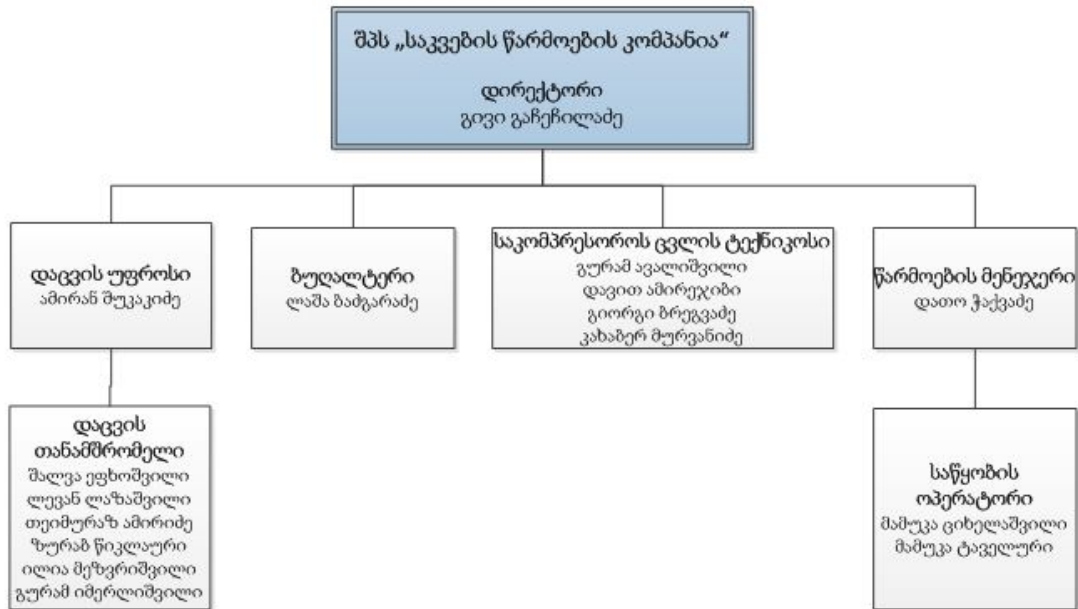 შპს „საკვების წარმოების კომპანია“
დირექტორი
გივი გაჩეჩილაძე
დაცვის უფროსი
ამირან შუკაკიძე
ბუღალტერი
ლაშა ბაძგარაძე
საკომპრესოროს ცვლის ტექნიკოსი
გურამ ავალიშვილი
დავით ამირეჯიბი
გიორგი ბრეგვაძე
კახაბერ მურვანიძე
წარმოების მენეჯერი
დათო ჭაქვაძე
დაცვის
თანამშრომელი
შალვა ეფხოშვილი
ლევან ლაზაშვილი
თეიმურაზ ამირიძე
ზურაბ წიკლაური
ილია მეზვრიშვილი
გურამ იმერლიშვილი
საწყობის
ოპერატორი
მამუკა ციხელაშვილი
მამუკა ტაველური